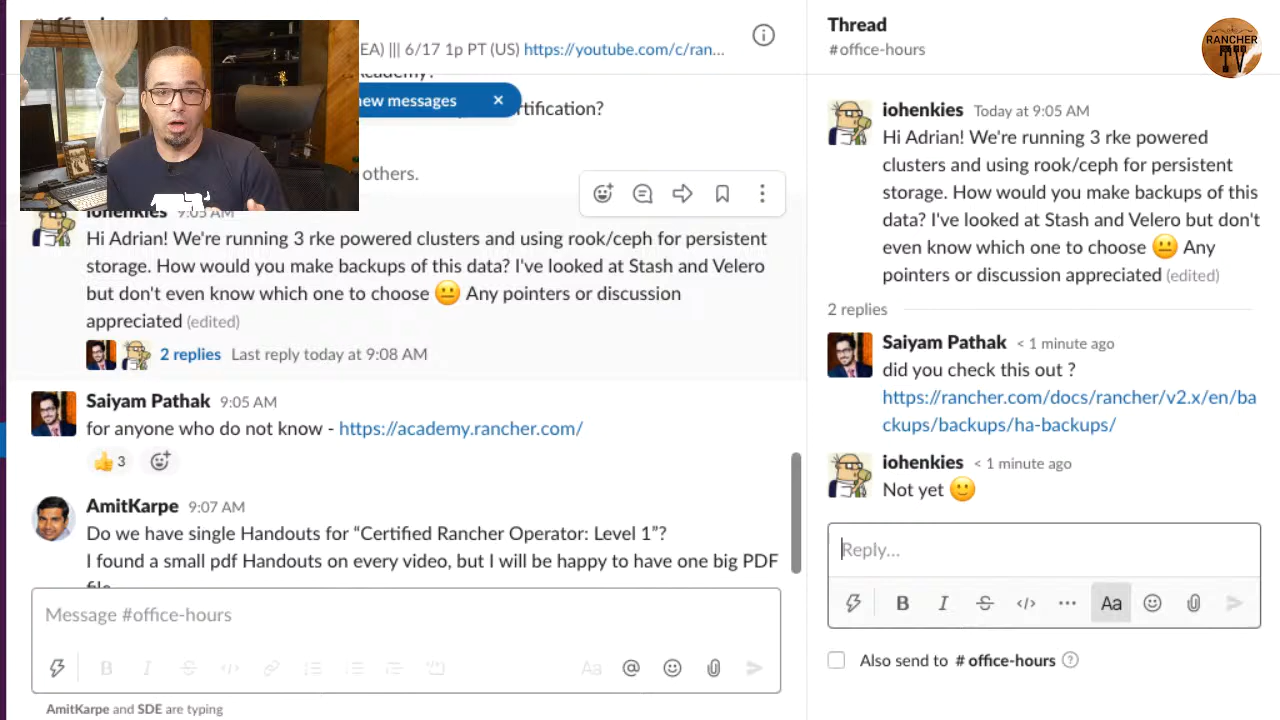 EA) ||| 6/17 1p PT (US) https://youtube.com/c/ran...
new messages
rtification?
others.
iohenkies 9:05 AM
Hi Adrian! We're running 3 rke powered clusters and using rook/ceph for persistent
storage. How would you make backups of this data? I've looked at Stash and Velero
but don't even know which one to choose 😐 Any pointers or discussion
appreciated (edited)
2 replies Last reply today at 9:08 AM
Saiyam Pathak 9:05 AM
for anyone who do not know - https://academy.rancher.com/
👍 3
AmitKarpe 9:07 AM
Do we have single Handouts for “Certified Rancher Operator: Level 1”?
I found a small pdf Handouts on every video, but I will be happy to have one big PDF
file.
Message #office-hours
B I S </> Aa @
AmitKarpe and SDE are typing
Thread
#office-hours
RANCHER
TV
iohenkies Today at 9:05 AM
Hi Adrian! We're running 3 rke powered
clusters and using rook/ceph for persistent
storage. How would you make backups of this
data? I've looked at Stash and Velero but don't
even know which one to choose 😐 Any
pointers or discussion appreciated (edited)
2 replies
Saiyam Pathak < 1 minute ago
did you check this out ?
https://rancher.com/docs/rancher/v2.x/en/ba
ckups/backups/ha-backups/
iohenkies < 1 minute ago
Not yet 🙂
Reply...
B I S </> ... Aa
Also send to # office-hours ?